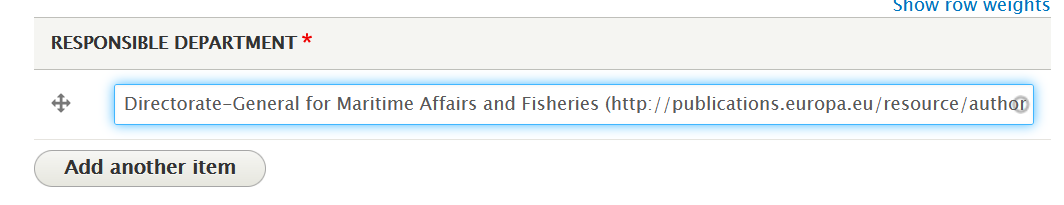 Show row weights
RESPONSIBLE DEPARTMENT *
Directorate-General for Maritime Affairs and Fisheries (http://publications.europa.eu/resource/author
Add another item